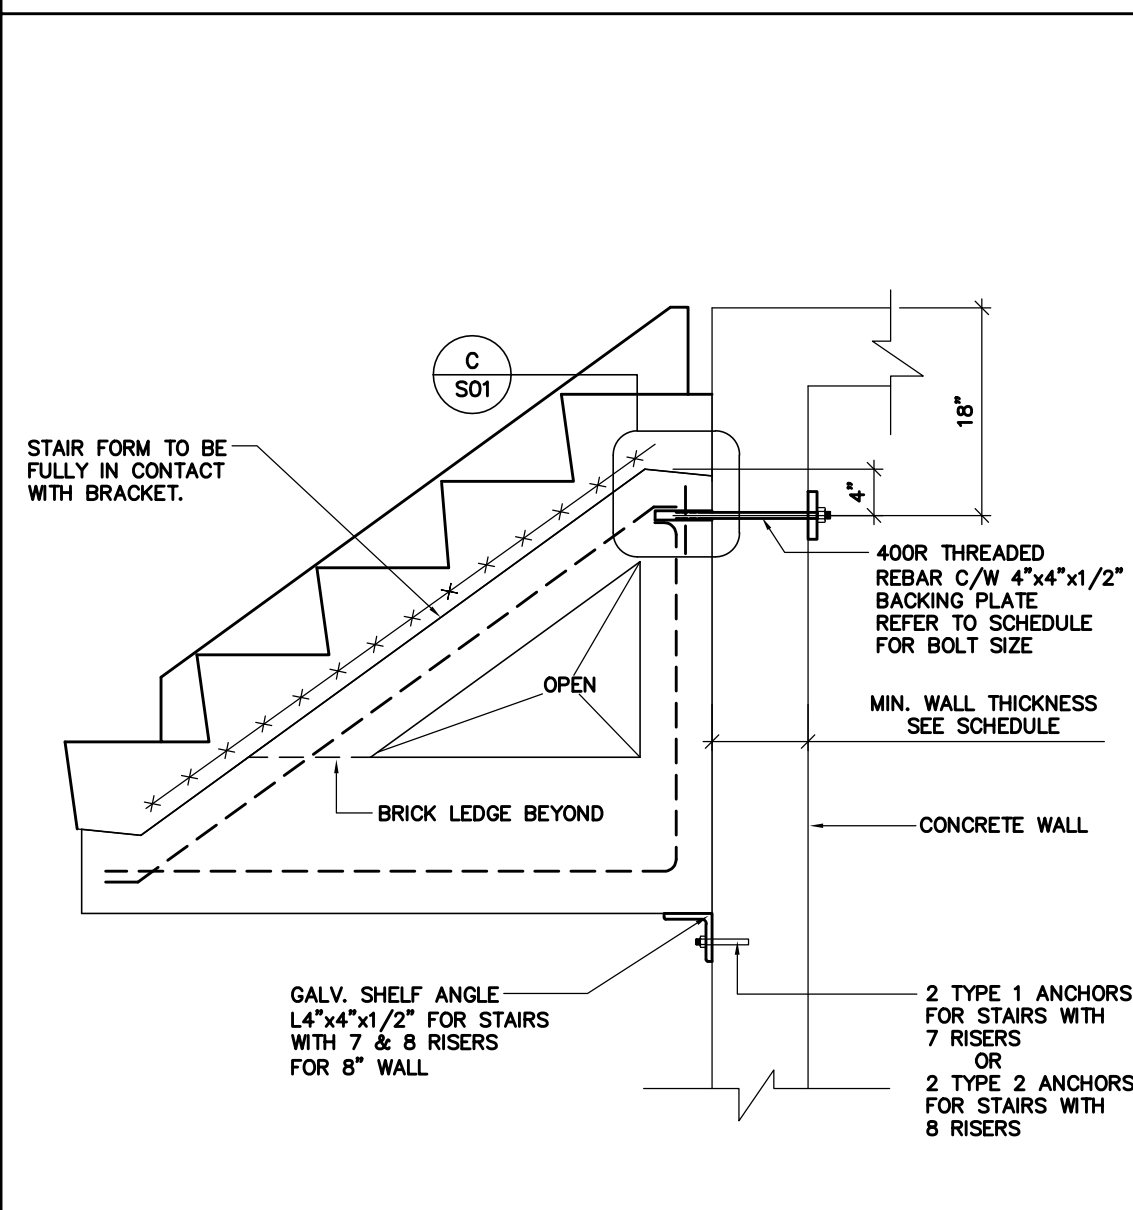 C
S01
18"
STAIR FORM TO BE
FULLY IN CONTACT
WITH BRACKET.
4"
400R THREADED
REBAR C/W 4"x4"x1/2"
BACKING PLATE
REFER TO SCHEDULE
FOR BOLT SIZE
OPEN
MIN. WALL THICKNESS
SEE SCHEDULE
BRICK LEDGE BEYOND
CONCRETE WALL
GALV. SHELF ANGLE
L4"x4"x1/2" FOR STAIRS
WITH 7 & 8 RISERS
FOR 8" WALL
2 TYPE 1 ANCHORS
FOR STAIRS WITH
7 RISERS
OR
2 TYPE 2 ANCHORS
FOR STAIRS WITH
8 RISERS